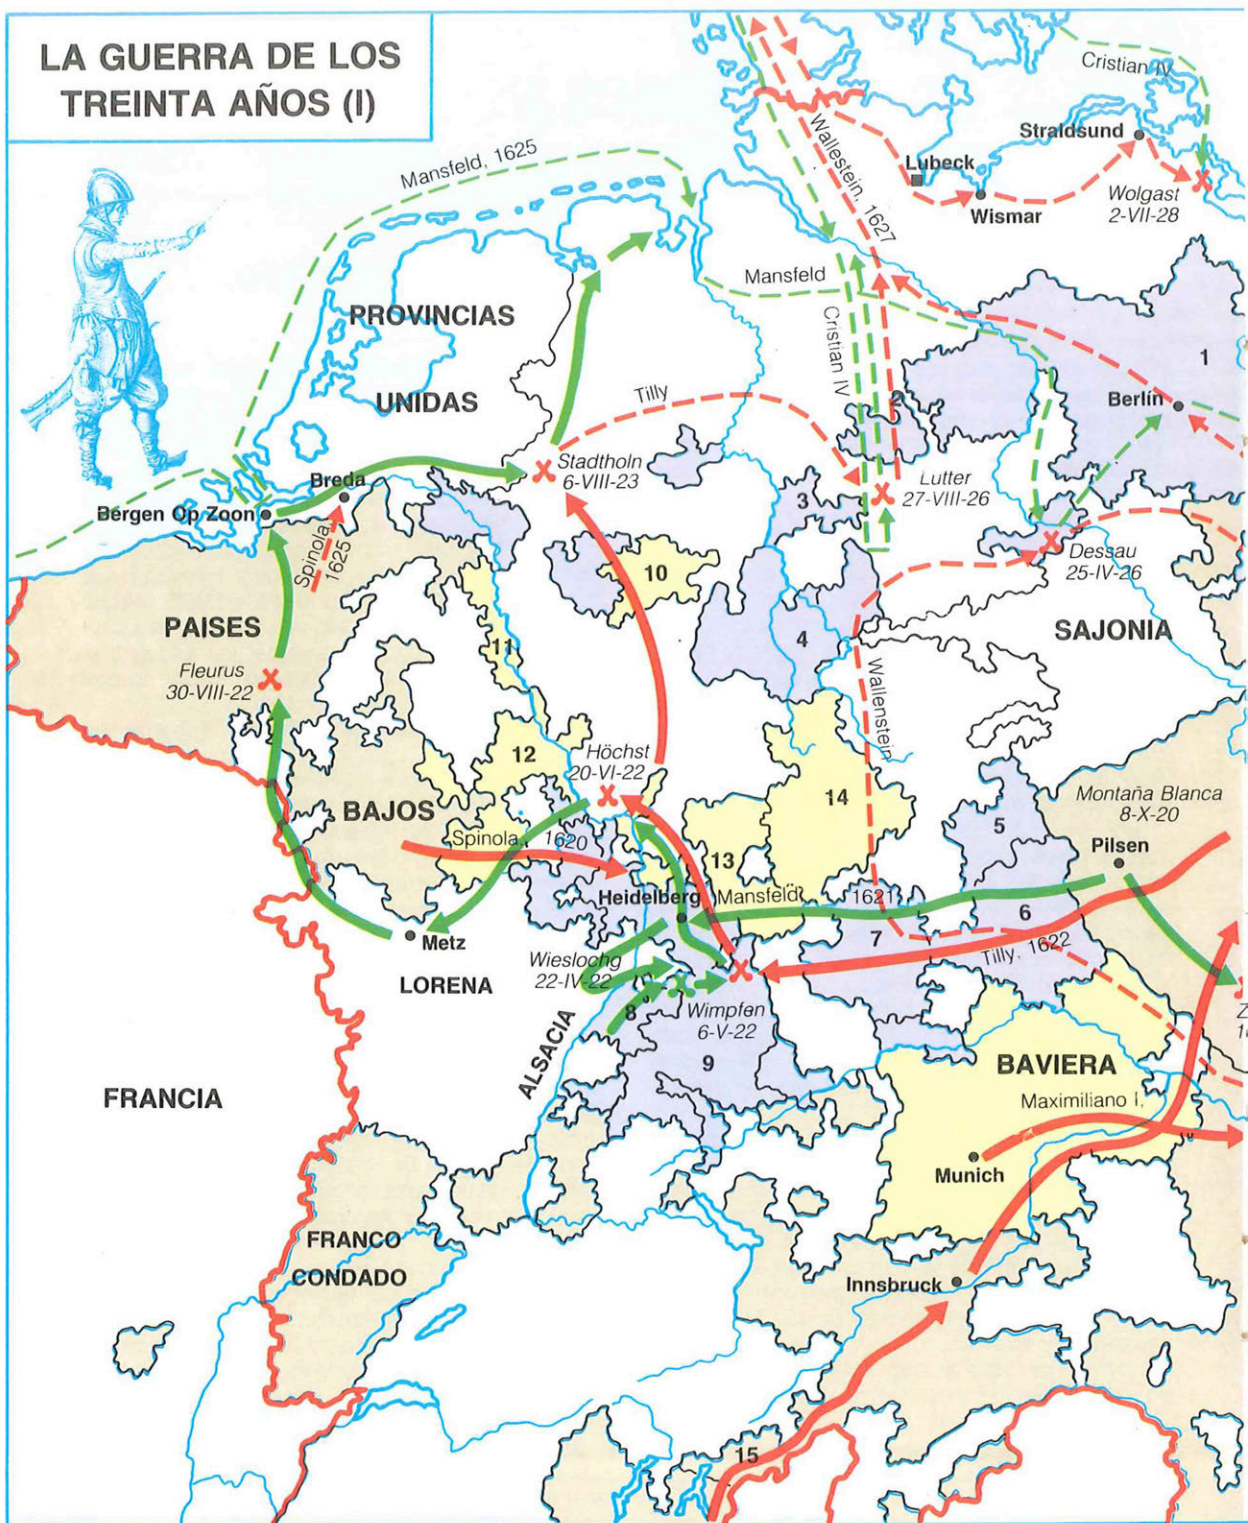 LA GUERRA DE LOS
TREINTA AÑOS (I)
Cristian IV
Straldsund
Mansfeld, 1625
Wallestein, 1627
Lubeck
Wismar
Wolgast
2-VII-28
Mansfeld
PROVINCIAS
UNIDAS
Cristian IV
1
Tilly
2
Berlín
Stadtholn
6-VIII-23
Breda
Lutter
27-VIII-26
3
Bergen Op Zoon
Spinola,
1625
Dessau
25-IV-26
10
PAISES
4
SAJONIA
11
Fleurus
30-VIII-22
Wallenstein
12
Höchst
20-VI-22
14
Montaña Blanca
8-X-20
BAJOS
5
Spinola, 1620
Pilsen
13
Heidelberg
Mansfeld,
1621
6
Metz
7
Tilly, 1622
Wieslochg
22-IV-22
LORENA
8
Wimpfen
6-V-22
Z
ALSACIA
9
BAVIERA
FRANCIA
Maximiliano I,
Munich
FRANCO
CONDADO
Innsbruck
15